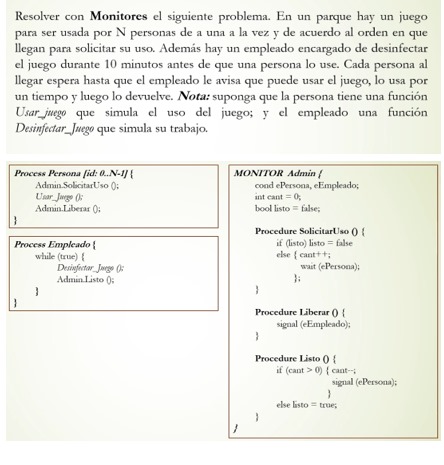 Resolver con Monitores el siguiente problema. En un parque hay un juego
para ser usada por N personas de a una a la vez y de acuerdo al orden en que
llegan para solicitar su uso. Además hay un empleado encargado de desinfectar
el juego durante 10 minutos antes de que una persona lo use. Cada persona al
llegar espera hasta que el empleado le avisa que puede usar el juego, lo usa por
un tiempo y luego lo devuelve. Nota: suponga que la persona tiene una función
Usar_juego que simula el uso del juego; y el empleado una función
Desinfectar_Juego que simula su trabajo.
Process Persona [id: 0..N-1] {
Admin.SolicitarUso ();
Usar_Juego ();
Admin.Liberar ();
}
Process Empleado {
while (true) {
Desinfectar_Juego ();
Admin.Listo ();
}
}
MONITOR Admin {
cond ePersona, eEmpleado;
int cant = 0;
bool listo = false;
Procedure SolicitarUso () {
if (listo) listo = false
else { cant++;
wait (ePersona);
};
}
Procedure Liberar () {
signal (eEmpleado);
}
Procedure Listo () {
if (cant > 0) { cant--;
signal (ePersona);
}
else listo = true;
}
}